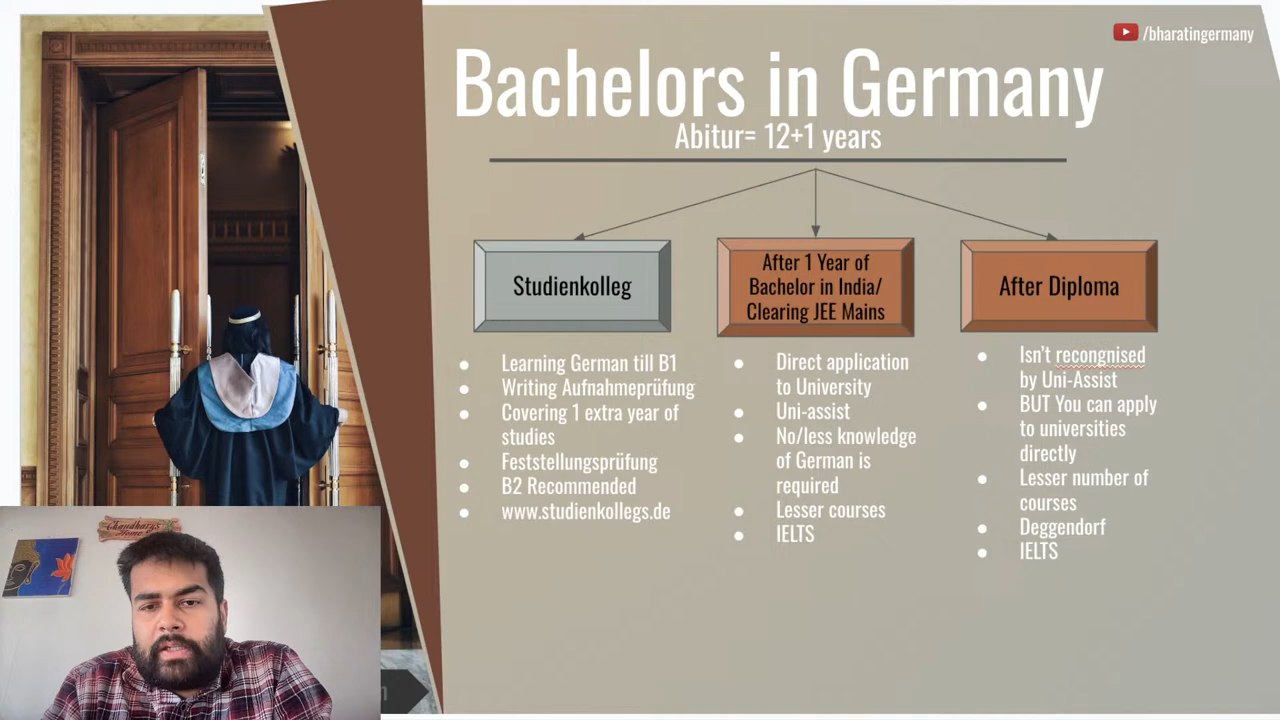 /bharatingermany
Bachelors in Germany
Abitur= 12+1 years
Studienkolleg
Learning German till B1
Writing Aufnahmeprüfung
Covering 1 extra year of
studies
Feststellungsprüfung
B2 Recommended
www.studienkollegs.de
After 1 Year of
Bachelor in India/
Clearing JEE Mains
Direct application
to University
Uni-assist
No/less knowledge
of German is
required
Lesser courses
IELTS
After Diploma
Isn't recongnised
by Uni-Assist
BUT You can apply
to universities
directly
Lesser number of
courses
Deggendorf
IELTS
Chaudhary's